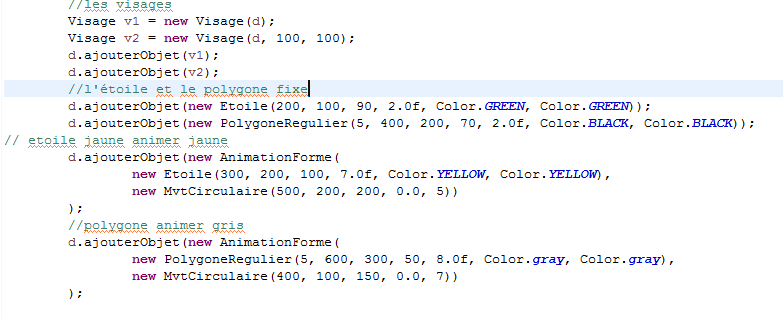 //les visages
Visage v1 = new Visage(d);
Visage v2 = new Visage(d, 100, 100);
d.ajouterObjet(v1);
d.ajouterObjet(v2);
//l'étoile et le polygone fixe
d.ajouterObjet(new Etoile(200, 100, 90, 2.0f, Color.GREEN, Color.GREEN));
d.ajouterObjet(new PolygoneRegulier(5, 400, 200, 70, 2.0f, Color.BLACK, Color.BLACK));
// etoile jaune animer jaune
d.ajouterObjet(new AnimationForme(
new Etoile(300, 200, 100, 7.0f, Color.YELLOW, Color.YELLOW),
new MvtCirculaire(500, 200, 200, 0.0, 5))
);
//polygone animer gris
d.ajouterObjet(new AnimationForme(
new PolygoneRegulier(5, 600, 300, 50, 8.0f, Color.gray, Color.gray),
new MvtCirculaire(400, 100, 150, 0.0, 7))
);